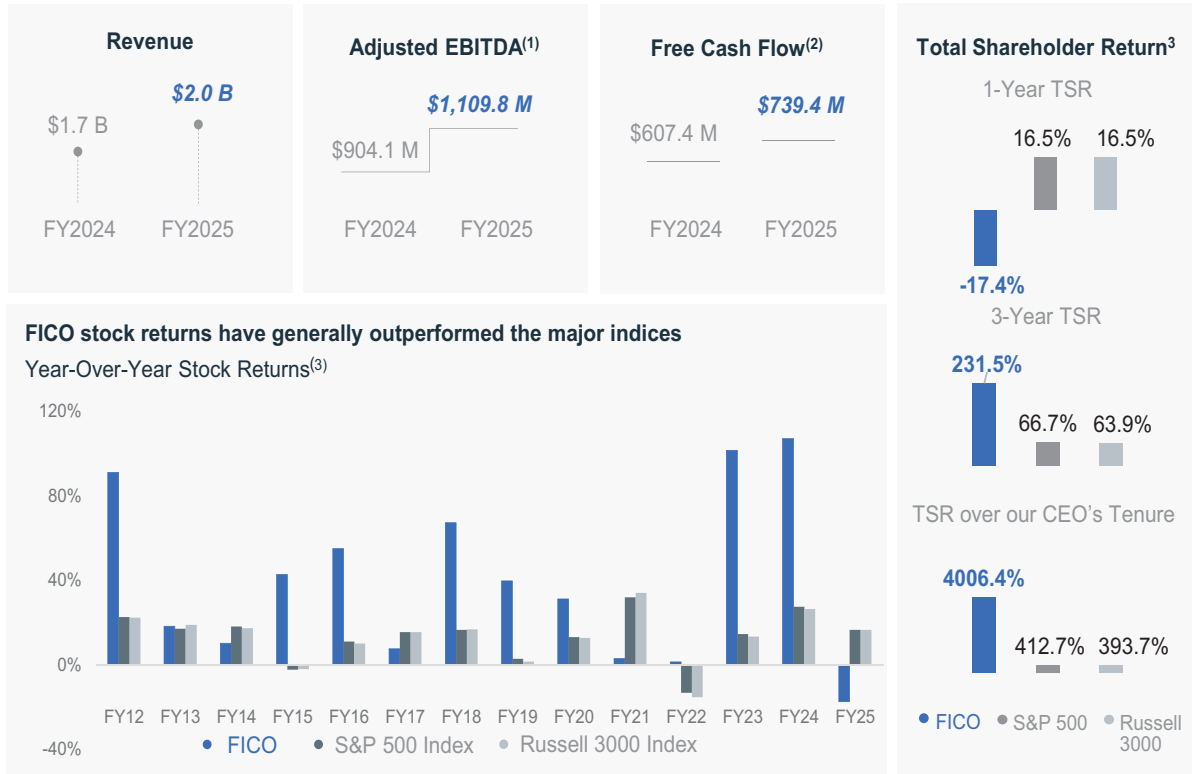 Revenue
$2.0 B
$1.7 B
FY2024 FY2025
Adjusted EBITDA(1)
$1,109.8 M
$904.1 M
FY2024 FY2025
Free Cash Flow(2)
$739.4 M
$607.4 M
FY2024 FY2025
Total Shareholder Return3
1-Year TSR
16.5% 16.5%
-17.4%
3-Year TSR
231.5%
66.7% 63.9%
TSR over our CEO's Tenure
4006.4%
412.7% 393.7%
FICO S&P 500 Russell 3000
FICO stock returns have generally outperformed the major indices
Year-Over-Year Stock Returns(3)
120%
80%
40%
0%
FY12 FY13 FY14 FY15 FY16 FY17 FY18 FY19 FY20 FY21 FY22 FY23 FY24 FY25
-40%
FICO S&P 500 Index Russell 3000 Index